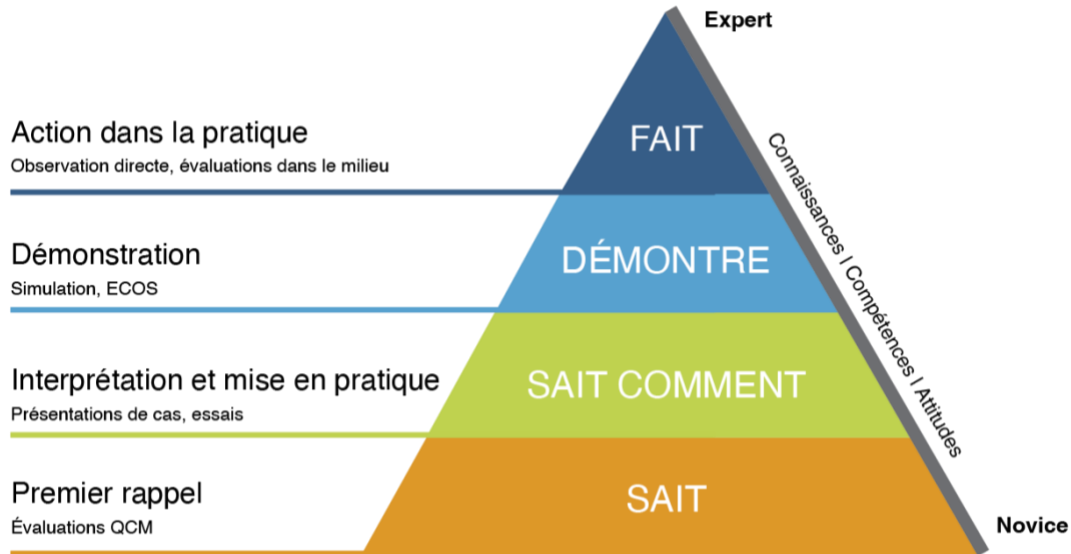 Expert
Action dans la pratique
Observation directe, évaluations dans le milieu
FAIT
Connaissances I Compétences I Attitudes
Démonstration
Simulation, ECOS
DÉMONTRE
Interprétation et mise en pratique
Présentations de cas, essais
SAIT COMMENT
Premier rappel
Évaluations QCM
SAIT
Novice